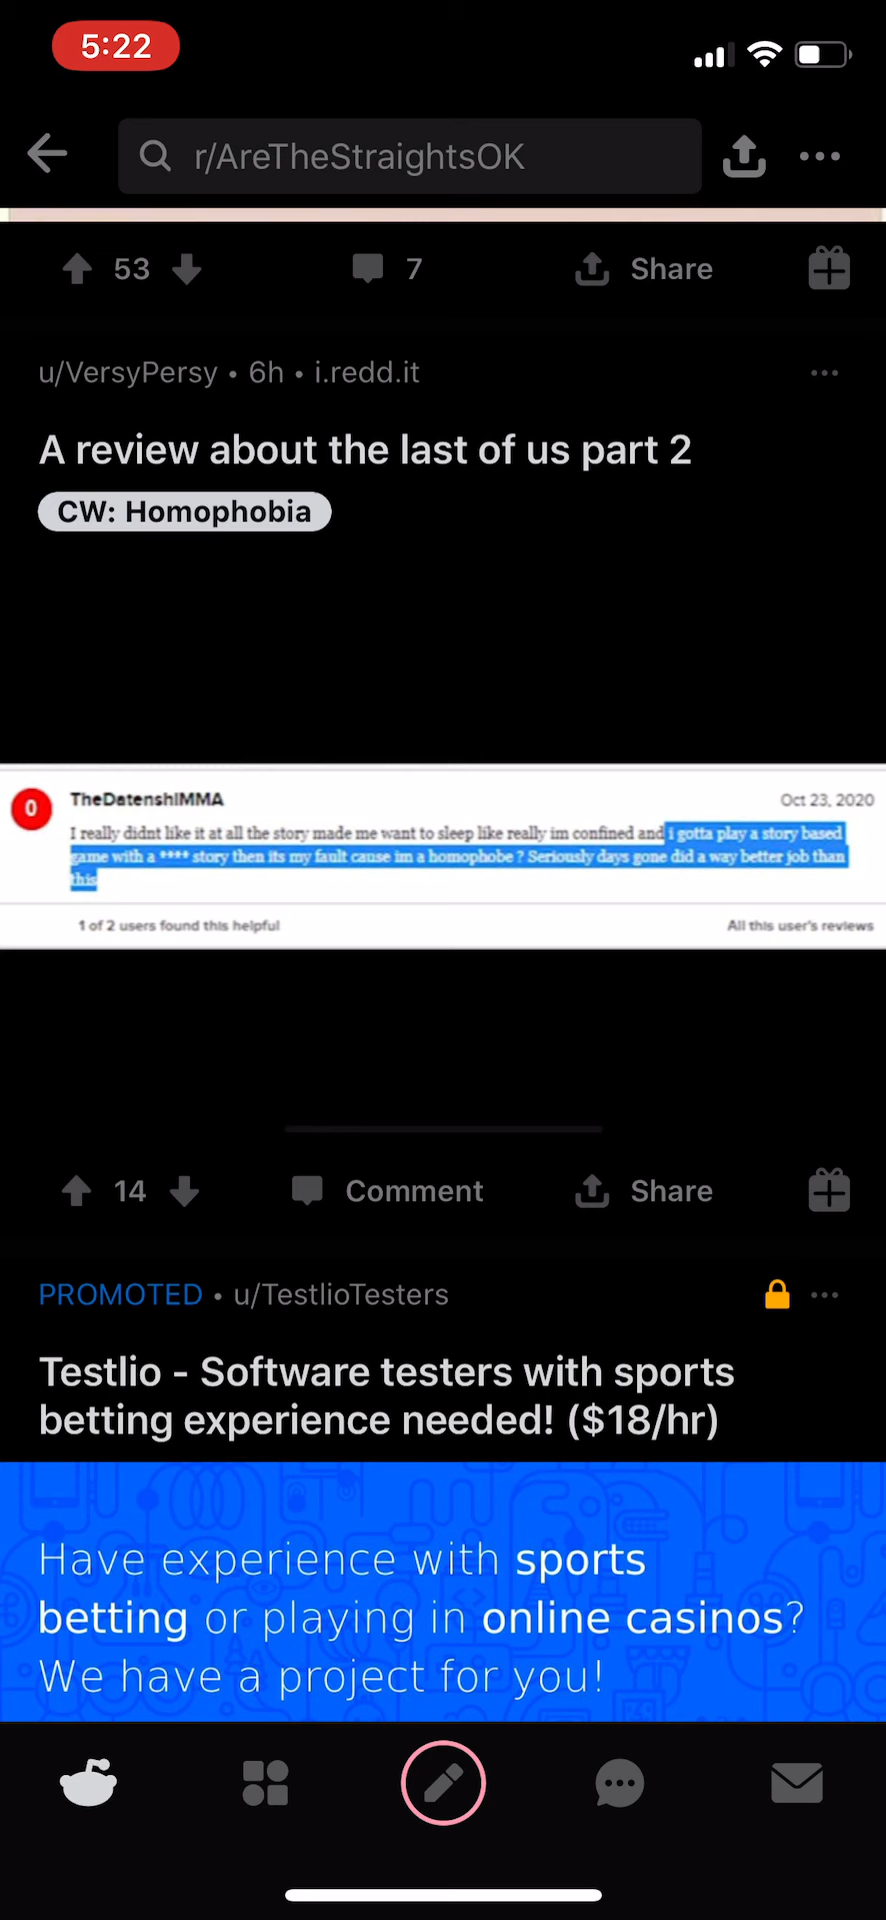 5:22
r/AreTheStraightsOK
53
7
Share
u/VersyPersy • 6h • i.redd.it
A review about the last of us part 2
CW: Homophobia
0
TheDatenshIMMA
Oct 23, 2020
I really didnt like it at all the story made me want to sleep like really im confined and i gotta play a story based
game with a **** story then its my fault cause im a homophobe ? Seriously days gone did a way better job than
this
1 of 2 users found this helpful
All this user's reviews
14
Comment
Share
PROMOTED • u/TestlioTesters
Testlio - Software testers with sports
betting experience needed! ($18/hr)
Have experience with sports
betting or playing in online casinos?
We have a project for you!